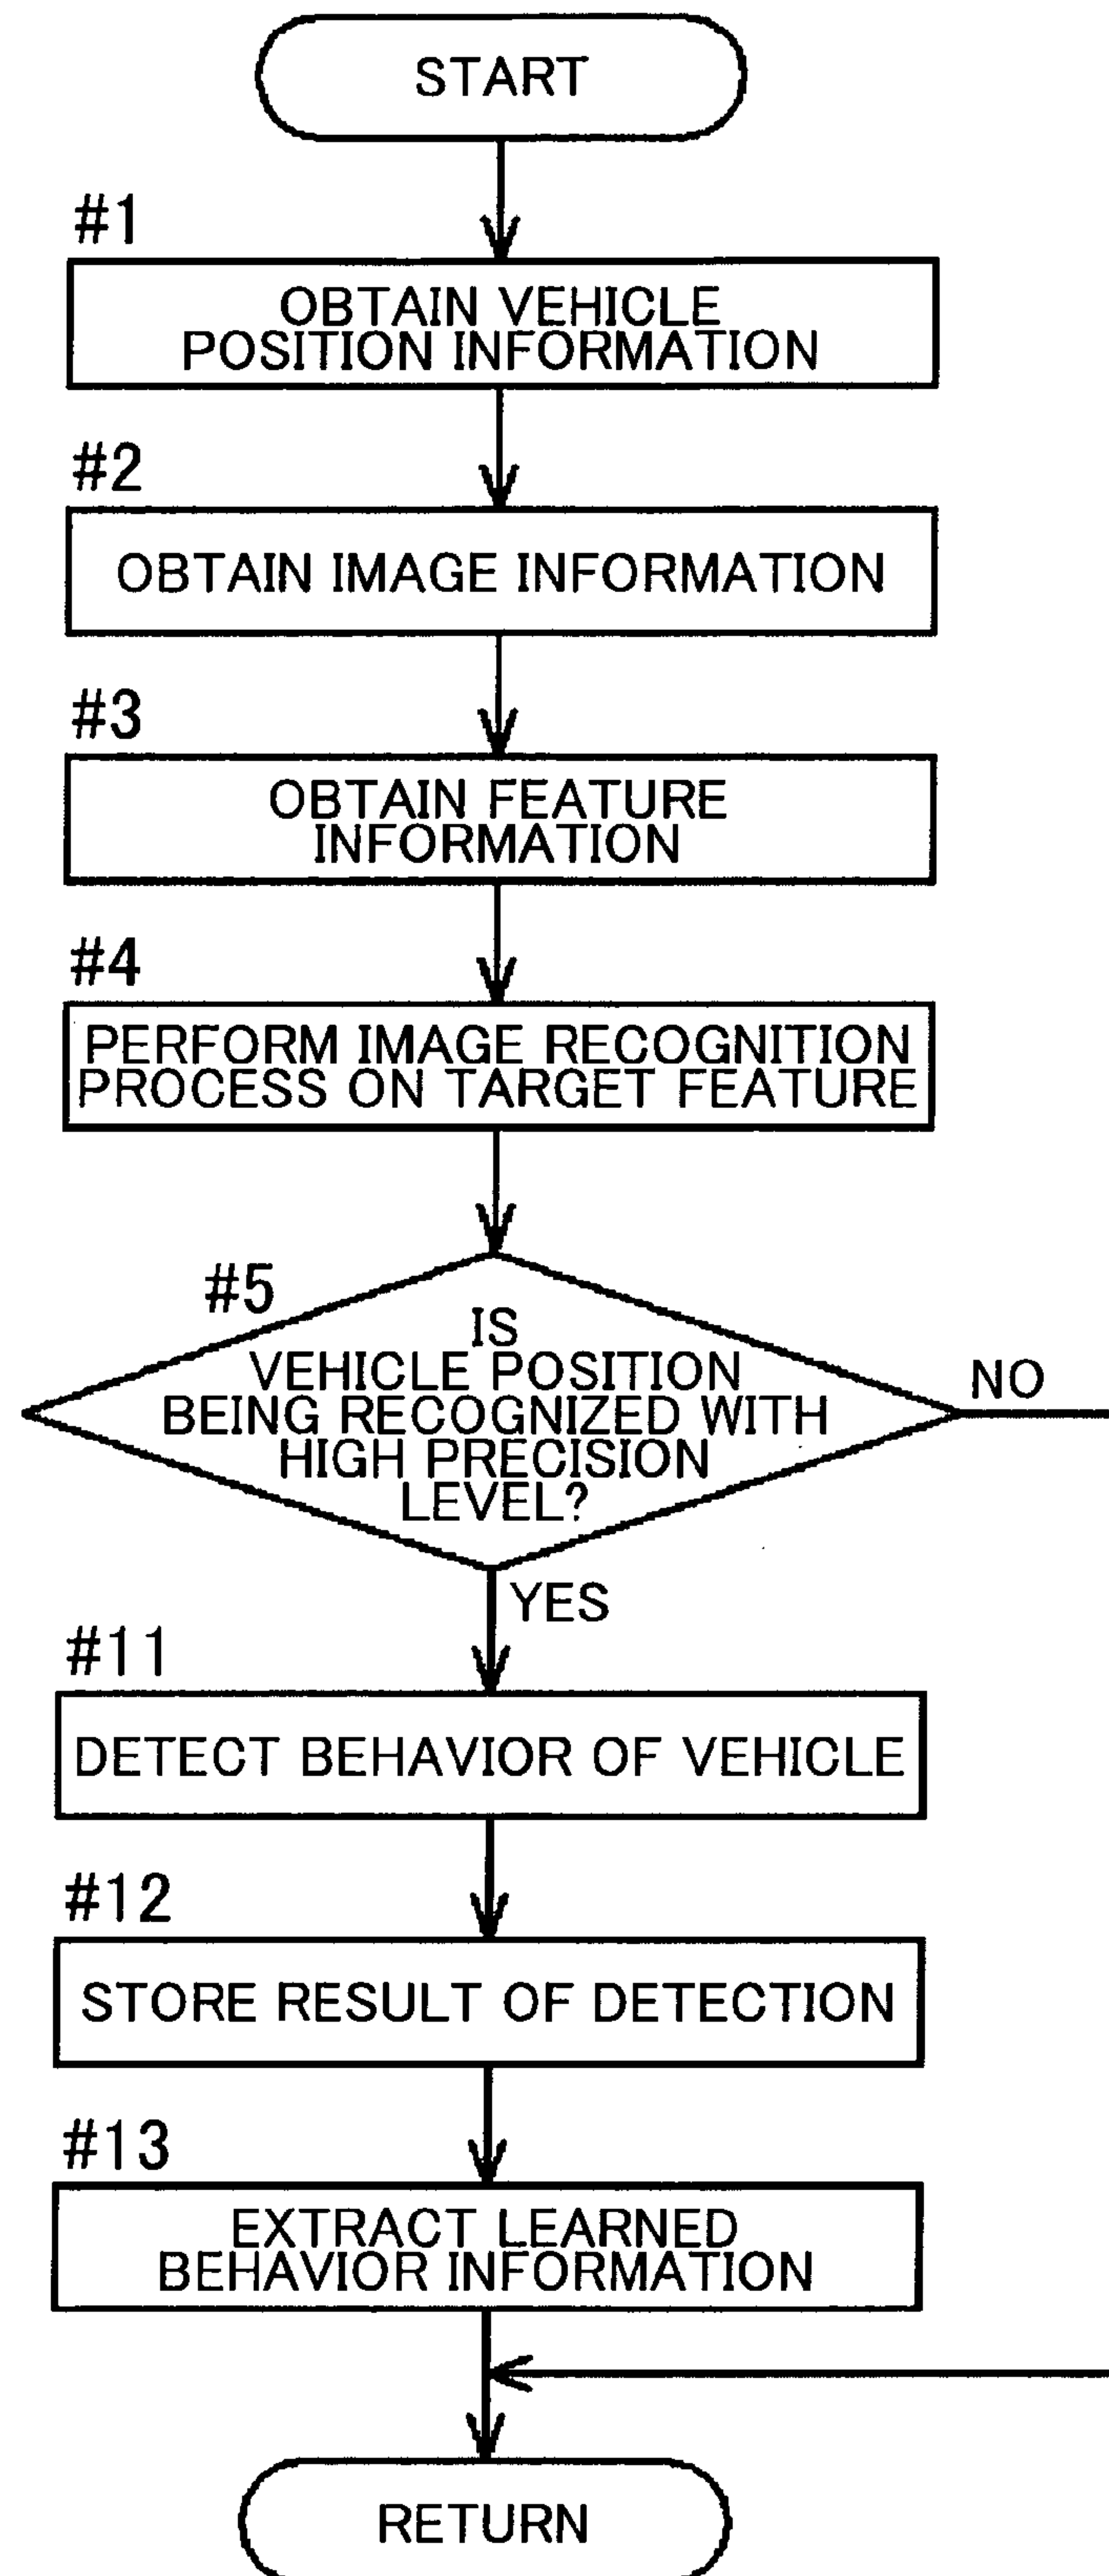 START
#1
OBTAIN VEHICLE
POSITION INFORMATION
#2
OBTAIN IMAGE INFORMATION
#3
OBTAIN FEATURE
INFORMATION
#4
PERFORM IMAGE RECOGNITION
PROCESS ON TARGET FEATURE
#5
IS
VEHICLE POSITION
BEING RECOGNIZED WITH
HIGH PRECISION
LEVEL?
NO
YES
#11
DETECT BEHAVIOR OF VEHICLE
#12
STORE RESULT OF DETECTION
#13
EXTRACT LEARNED
BEHAVIOR INFORMATION
RETURN